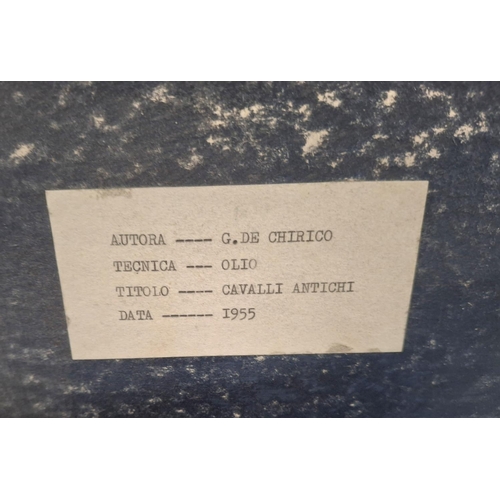 AUTORA ---- G.DE CHIRICO
TECNICA --- OLIO
TITOLO ---- CAVALLI ANTICHI
DATA ------ 1955